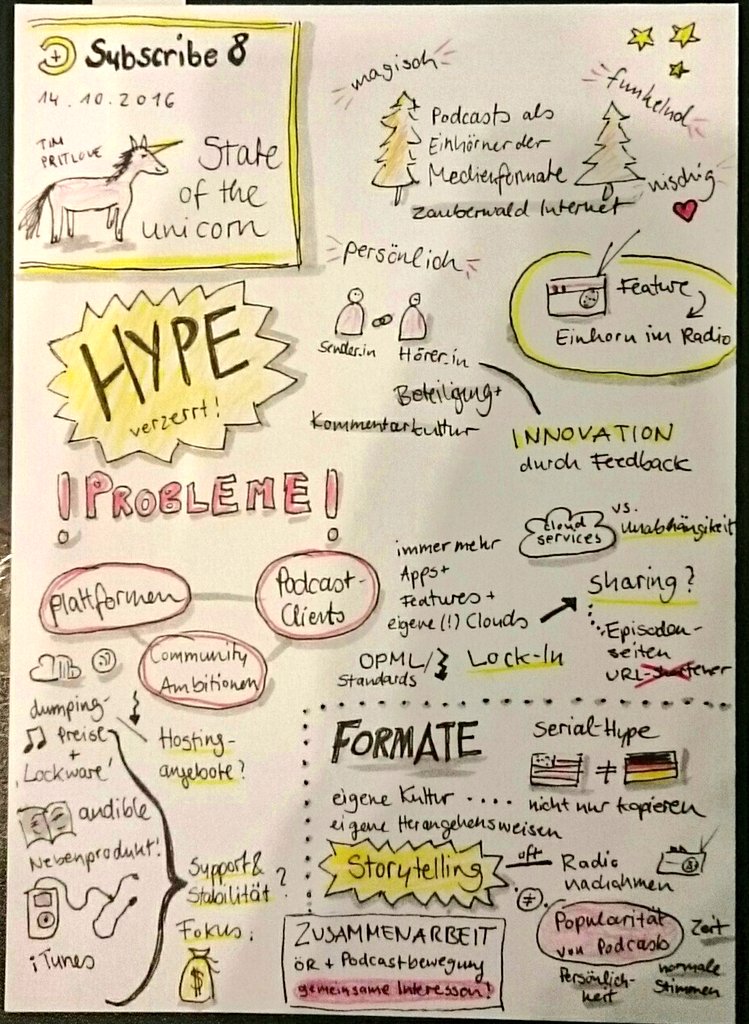 Subscribe 8
14.10.2016
TIM
PRITLOVE
State
of the
unicorn
magisch
funkelnd
nischig
Podcasts als
Einhörner der
Medienformate
Zauberwald Internet
persönlich
Sender.in
Hörer.in
Beteiligung+
Kommentarkultur
Feature
Einhorn im Radio
INNOVATION
durch Feedback
HYPE
verzerrt!
! PROBLEME !
Plattformen
Podcast-
Clients
Community
Ambitionen
dumping-
Preise
+
'Lockware'
Hosting-
angebote?
audible
Nebenprodukt!
iTunes
Support &
Stabilität ?
Fokus:
$
immer mehr
Apps+
Features+
eigene (!) Clouds
cloud
services
vs.
Unabhängigkeit
Sharing?
Episoden-
seiten
URL-Shortener
OPML/
Standards
Lock-In
FORMATE
Serial-Hype
≠
eigene Kultur .... nicht nur kopieren
eigene Herangehensweisen
Storytelling
oft
Radio
nachahmen
≠
Popularität
von Podcasts
Zeit
Persönlich-
keit
normale
Stimmen
ZUSAMMENARBEIT
ÖR + Podcastbewegung
gemeinsame Interessen!